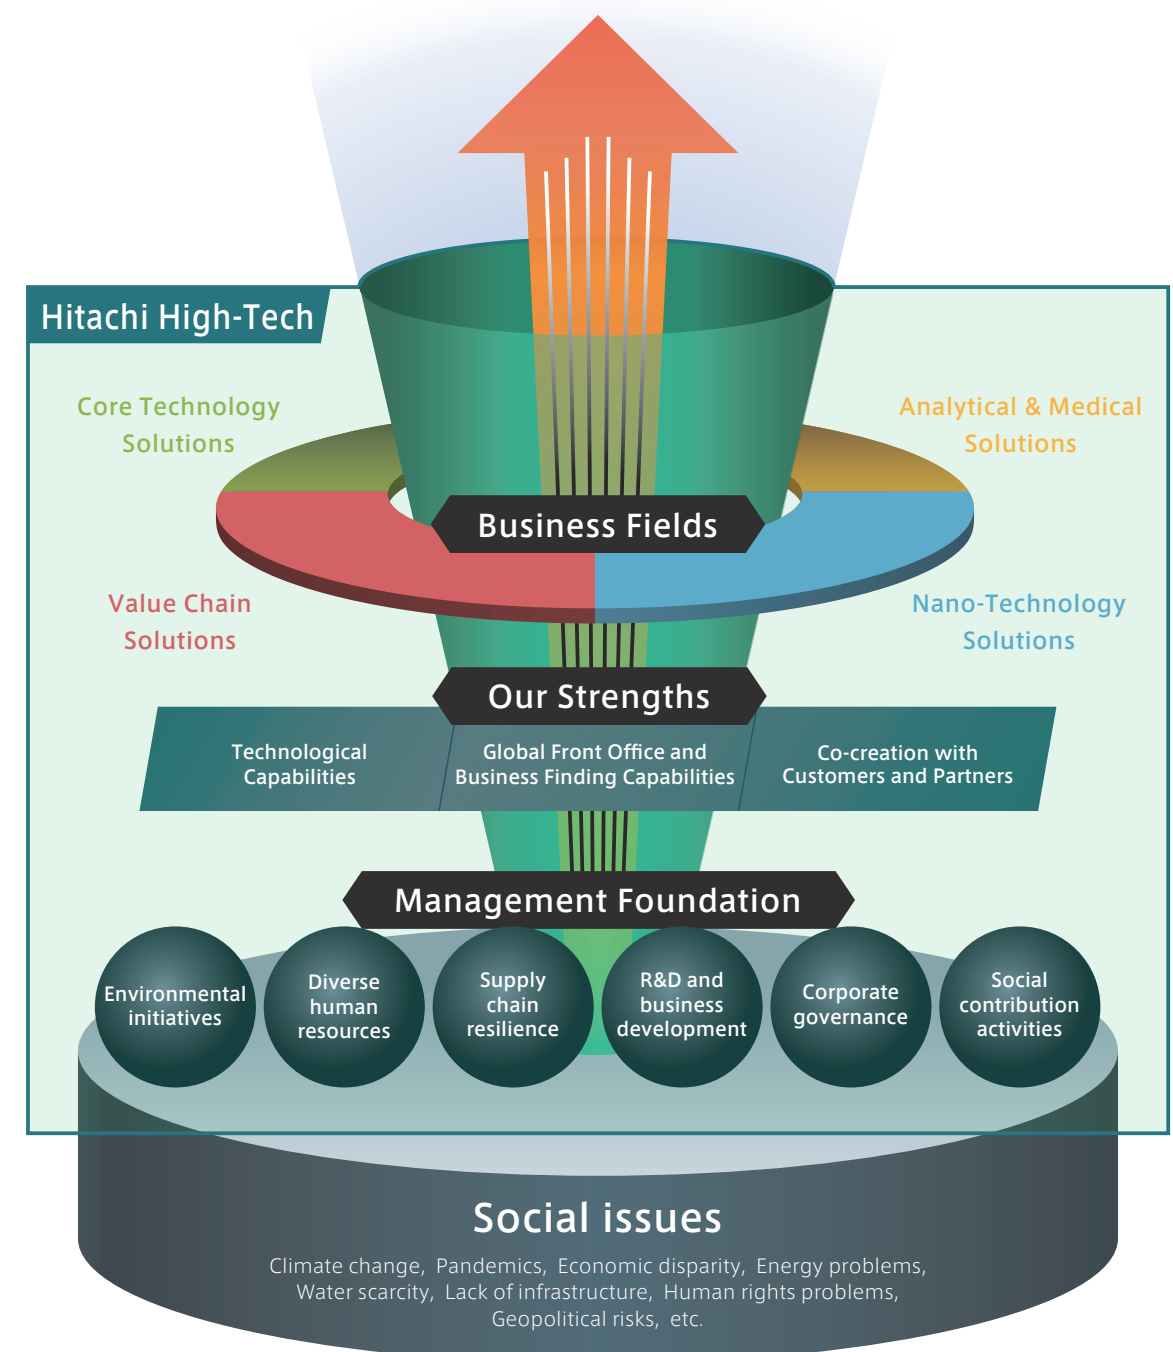 Hitachi High-Tech
Core Technology
Solutions
Analytical & Medical
Solutions
Business Fields
Value Chain
Solutions
Nano-Technology
Solutions
Our Strengths
Technological
Capabilities
Global Front Office and
Business Finding Capabilities
Co-creation with
Customers and Partners
Management Foundation
Environmental
initiatives
Diverse
human
resources
Supply
chain
resilience
R&D and
business
development
Corporate
governance
Social
contribution
activities
Social issues
Climate change, Pandemics, Economic disparity, Energy problems,
Water scarcity, Lack of infrastructure, Human rights problems,
Geopolitical risks, etc.